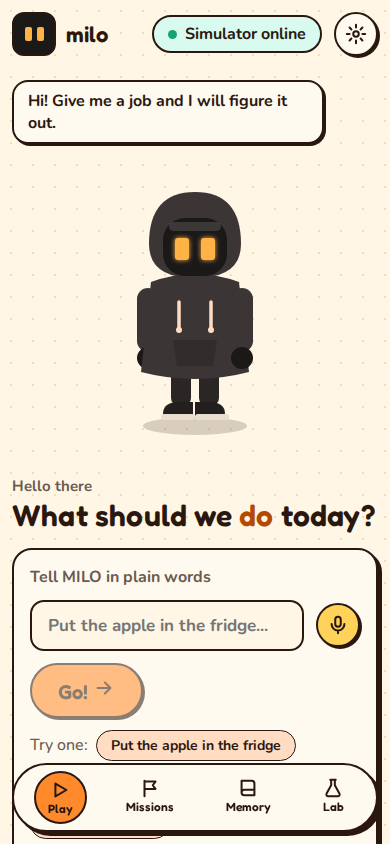 milo
Simulator online
Hi! Give me a job and I will figure it
out.
Hello there
What should we do today?
Tell MILO in plain words
Put the apple in the fridge...
Go!
Try one:
Put the apple in the fridge
Play
Missions
Memory
Lab